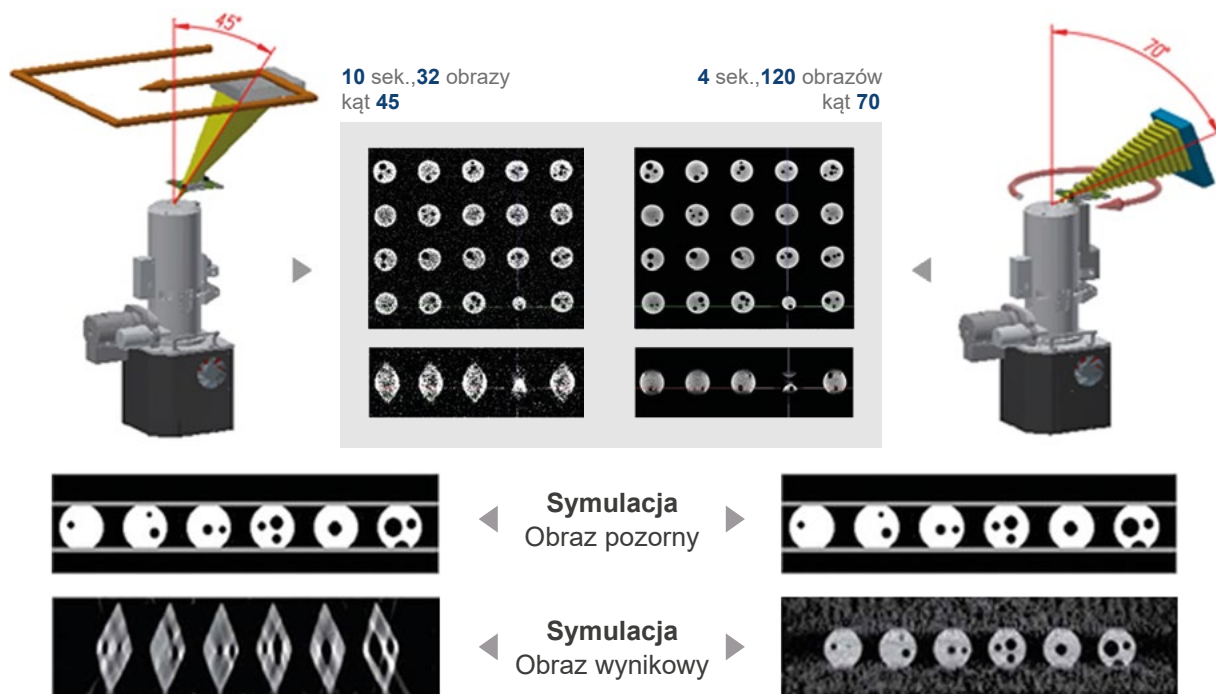 45°
10 sek.,32 obrazy
kąt 45
4 sek.,120 obrazów
kąt 70
70°
Symulacja
Obraz pozorny
Symulacja
Obraz wynikowy